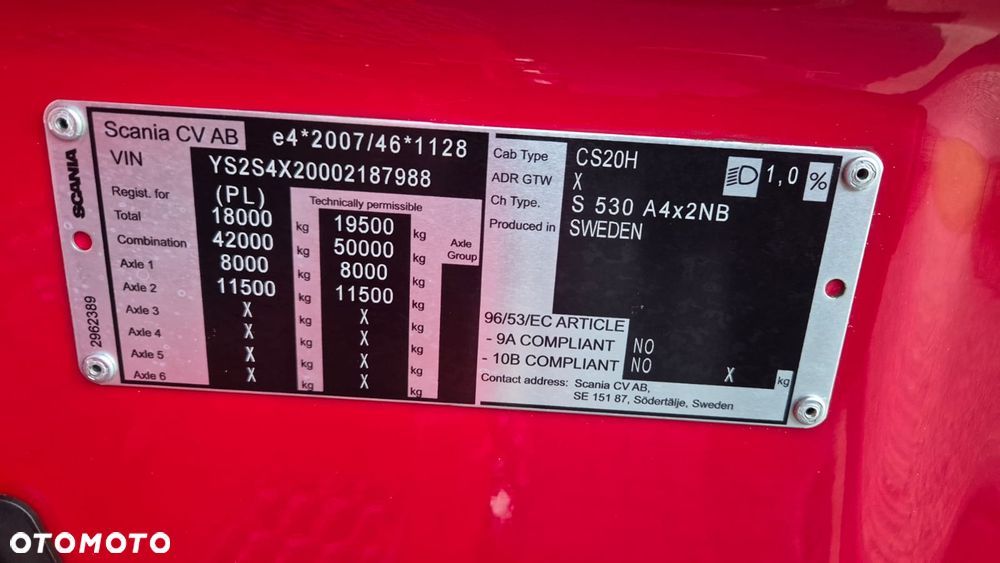 SCANIA
2962389
Scania CV AB e4*2007/46*1128
VIN YS2S4X20002187988
Regist. for (PL) Technically permissible
Total 18000 kg 19500 kg
Combination 42000 kg 50000 kg Axle Group
Axle 1 8000 kg 8000 kg
Axle 2 11500 kg 11500 kg
Axle 3 X kg X kg
Axle 4 X kg X kg
Axle 5 X kg X kg
Axle 6 X kg X kg
Cab Type CS20H 1,0 %
ADR GTW X
Ch Type. S 530 A4x2NB
Produced in SWEDEN
96/53/EC ARTICLE
- 9A COMPLIANT NO
- 10B COMPLIANT NO X kg
Contact address: Scania CV AB,
SE 151 87, Södertälje, Sweden
OTOMOTO